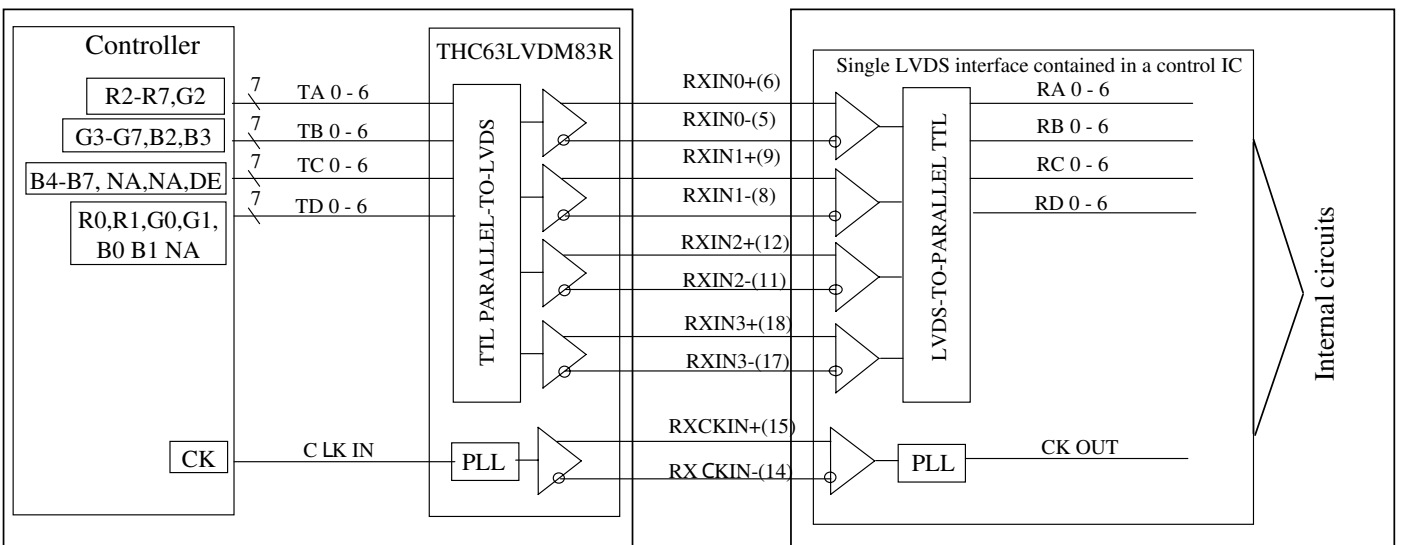 Controller
R2-R7,G2
G3-G7,B2,B3
B4-B7, NA,NA,DE
R0,R1,G0,G1,
B0 B1 NA
CK
7
TA 0 - 6
7
TB 0 - 6
7
TC 0 - 6
7
TD 0 - 6
CLK IN
THC63LVDM83R
TTL PARALLEL-TO-LVDS
PLL
RXIN0+(6)
RXIN0-(5)
RXIN1+(9)
RXIN1-(8)
RXIN2+(12)
RXIN2-(11)
RXIN3+(18)
RXIN3-(17)
RXCKIN+(15)
RX CKIN-(14)
Single LVDS interface contained in a control IC
LVDS-TO-PARALLEL TTL
PLL
RA 0 - 6
RB 0 - 6
RC 0 - 6
RD 0 - 6
CK OUT
Internal circuits